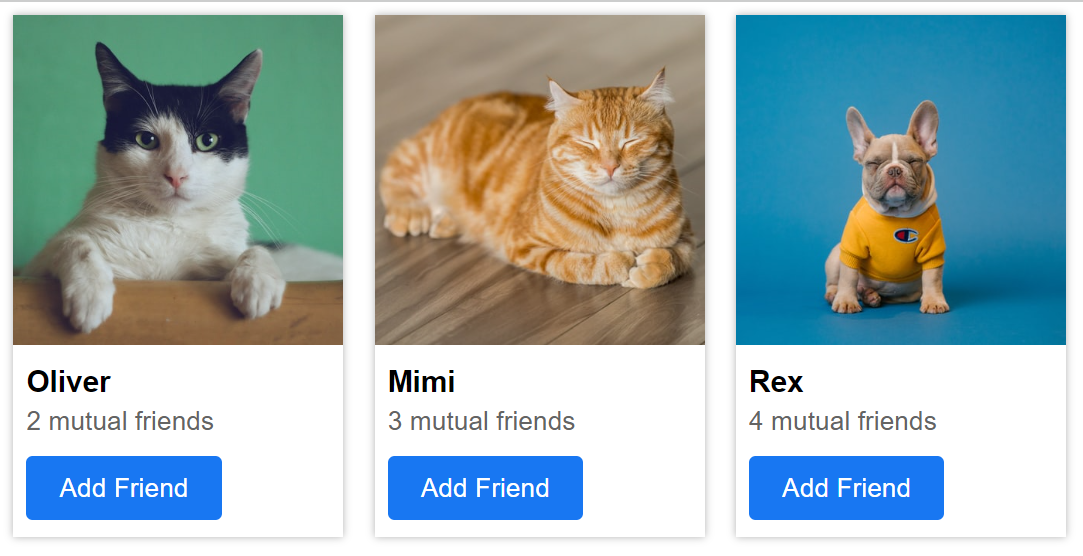 Oliver
2 mutual friends
Add Friend
Mimi
3 mutual friends
Add Friend
Rex
4 mutual friends
Add Friend